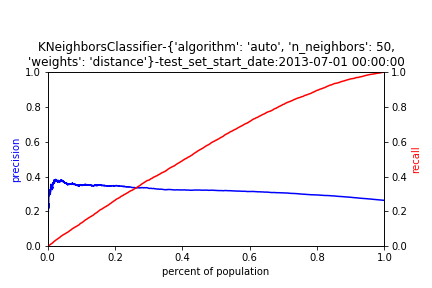 KNeighborsClassifier-{'algorithm': 'auto', 'n_neighbors': 50,
'weights': 'distance'}-test_set_start_date:2013-07-01 00:00:00
1.0
0.8
0.6
0.4
0.2
0.0
precision
1.0
0.8
0.6
0.4
0.2
0.0
recall
0.0 0.2 0.4 0.6 0.8 1.0
percent of population